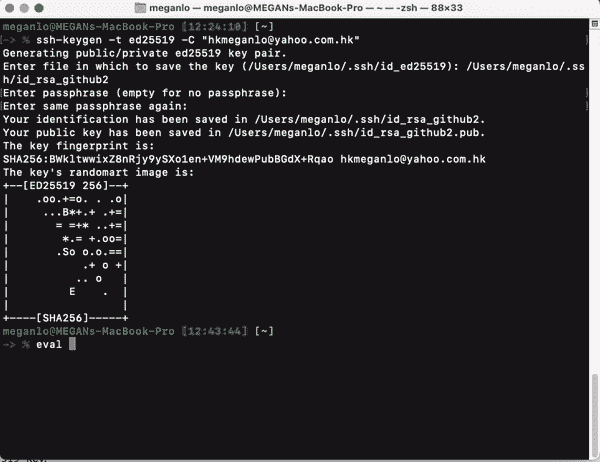 meganlo — meganlo@MEGANs-MacBook-Pro — ~ — -zsh — 88×33
meganlo@MEGANs-MacBook-Pro [12:24:10] [~]
-> % ssh-keygen -t ed25519 -C "hkmeganlo@yahoo.com.hk"
Generating public/private ed25519 key pair.
Enter file in which to save the key (/Users/meganlo/.ssh/id_ed25519): /Users/meganlo/.ss
h/id_rsa_github2
Enter passphrase (empty for no passphrase):
Enter same passphrase again:
Your identification has been saved in /Users/meganlo/.ssh/id_rsa_github2.
Your public key has been saved in /Users/meganlo/.ssh/id_rsa_github2.pub.
The key fingerprint is:
SHA256:BWkltwwixZ8nRjy9ySXo1en+VM9hdewPubBGdX+Rqao hkmeganlo@yahoo.com.hk
The key's randomart image is:
+--[ED25519 256]--+
|    .oo.+=o. . .o|
|     ...B*+.+ .+=|
|       = =+* ..+=|
|        *.= +.oo=|
|       .So o.o.==|
|           .+ o +|
|          .. o   |
|         E    .  |
|                 |
+----[SHA256]-----+
meganlo@MEGANs-MacBook-Pro [12:43:44] [~]
-> % eval